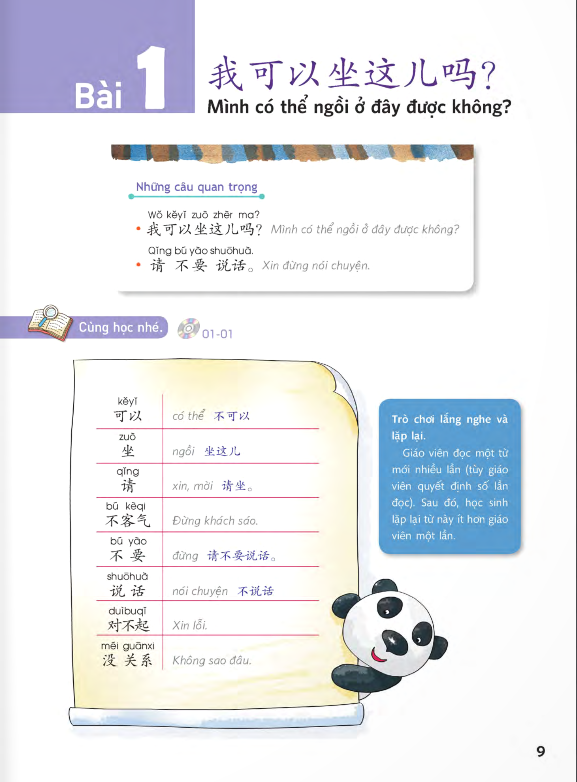 Bài 1
我可以坐这儿吗?
Mình có thể ngồi ở đây được không?
Những câu quan trọng
Wǒ kěyǐ zuò zhèr ma?
• 我可以坐这儿吗? Mình có thể ngồi ở đây được không?
Qǐng bú yào shuōhuà.
• 请 不 要 说话。 Xin đừng nói chuyện.
Cùng học nhé. 01-01
kěyǐ
可以 có thể 不可以
zuò
坐 ngồi 坐这儿
qǐng
请 xin, mời 请坐。
bú kèqi
不客气 Đừng khách sáo.
bú yào
不 要 đừng 请不要说话。
shuōhuà
说 话 nói chuyện 不说话
duìbuqǐ
对不起 Xin lỗi.
méi guānxi
没 关系 Không sao đâu.
Trò chơi lắng nghe và
lặp lại.
Giáo viên đọc một từ
mới nhiều lần (tùy giáo
viên quyết định số lần
đọc). Sau đó, học sinh
lặp lại từ này ít hơn giáo
viên một lần.
9